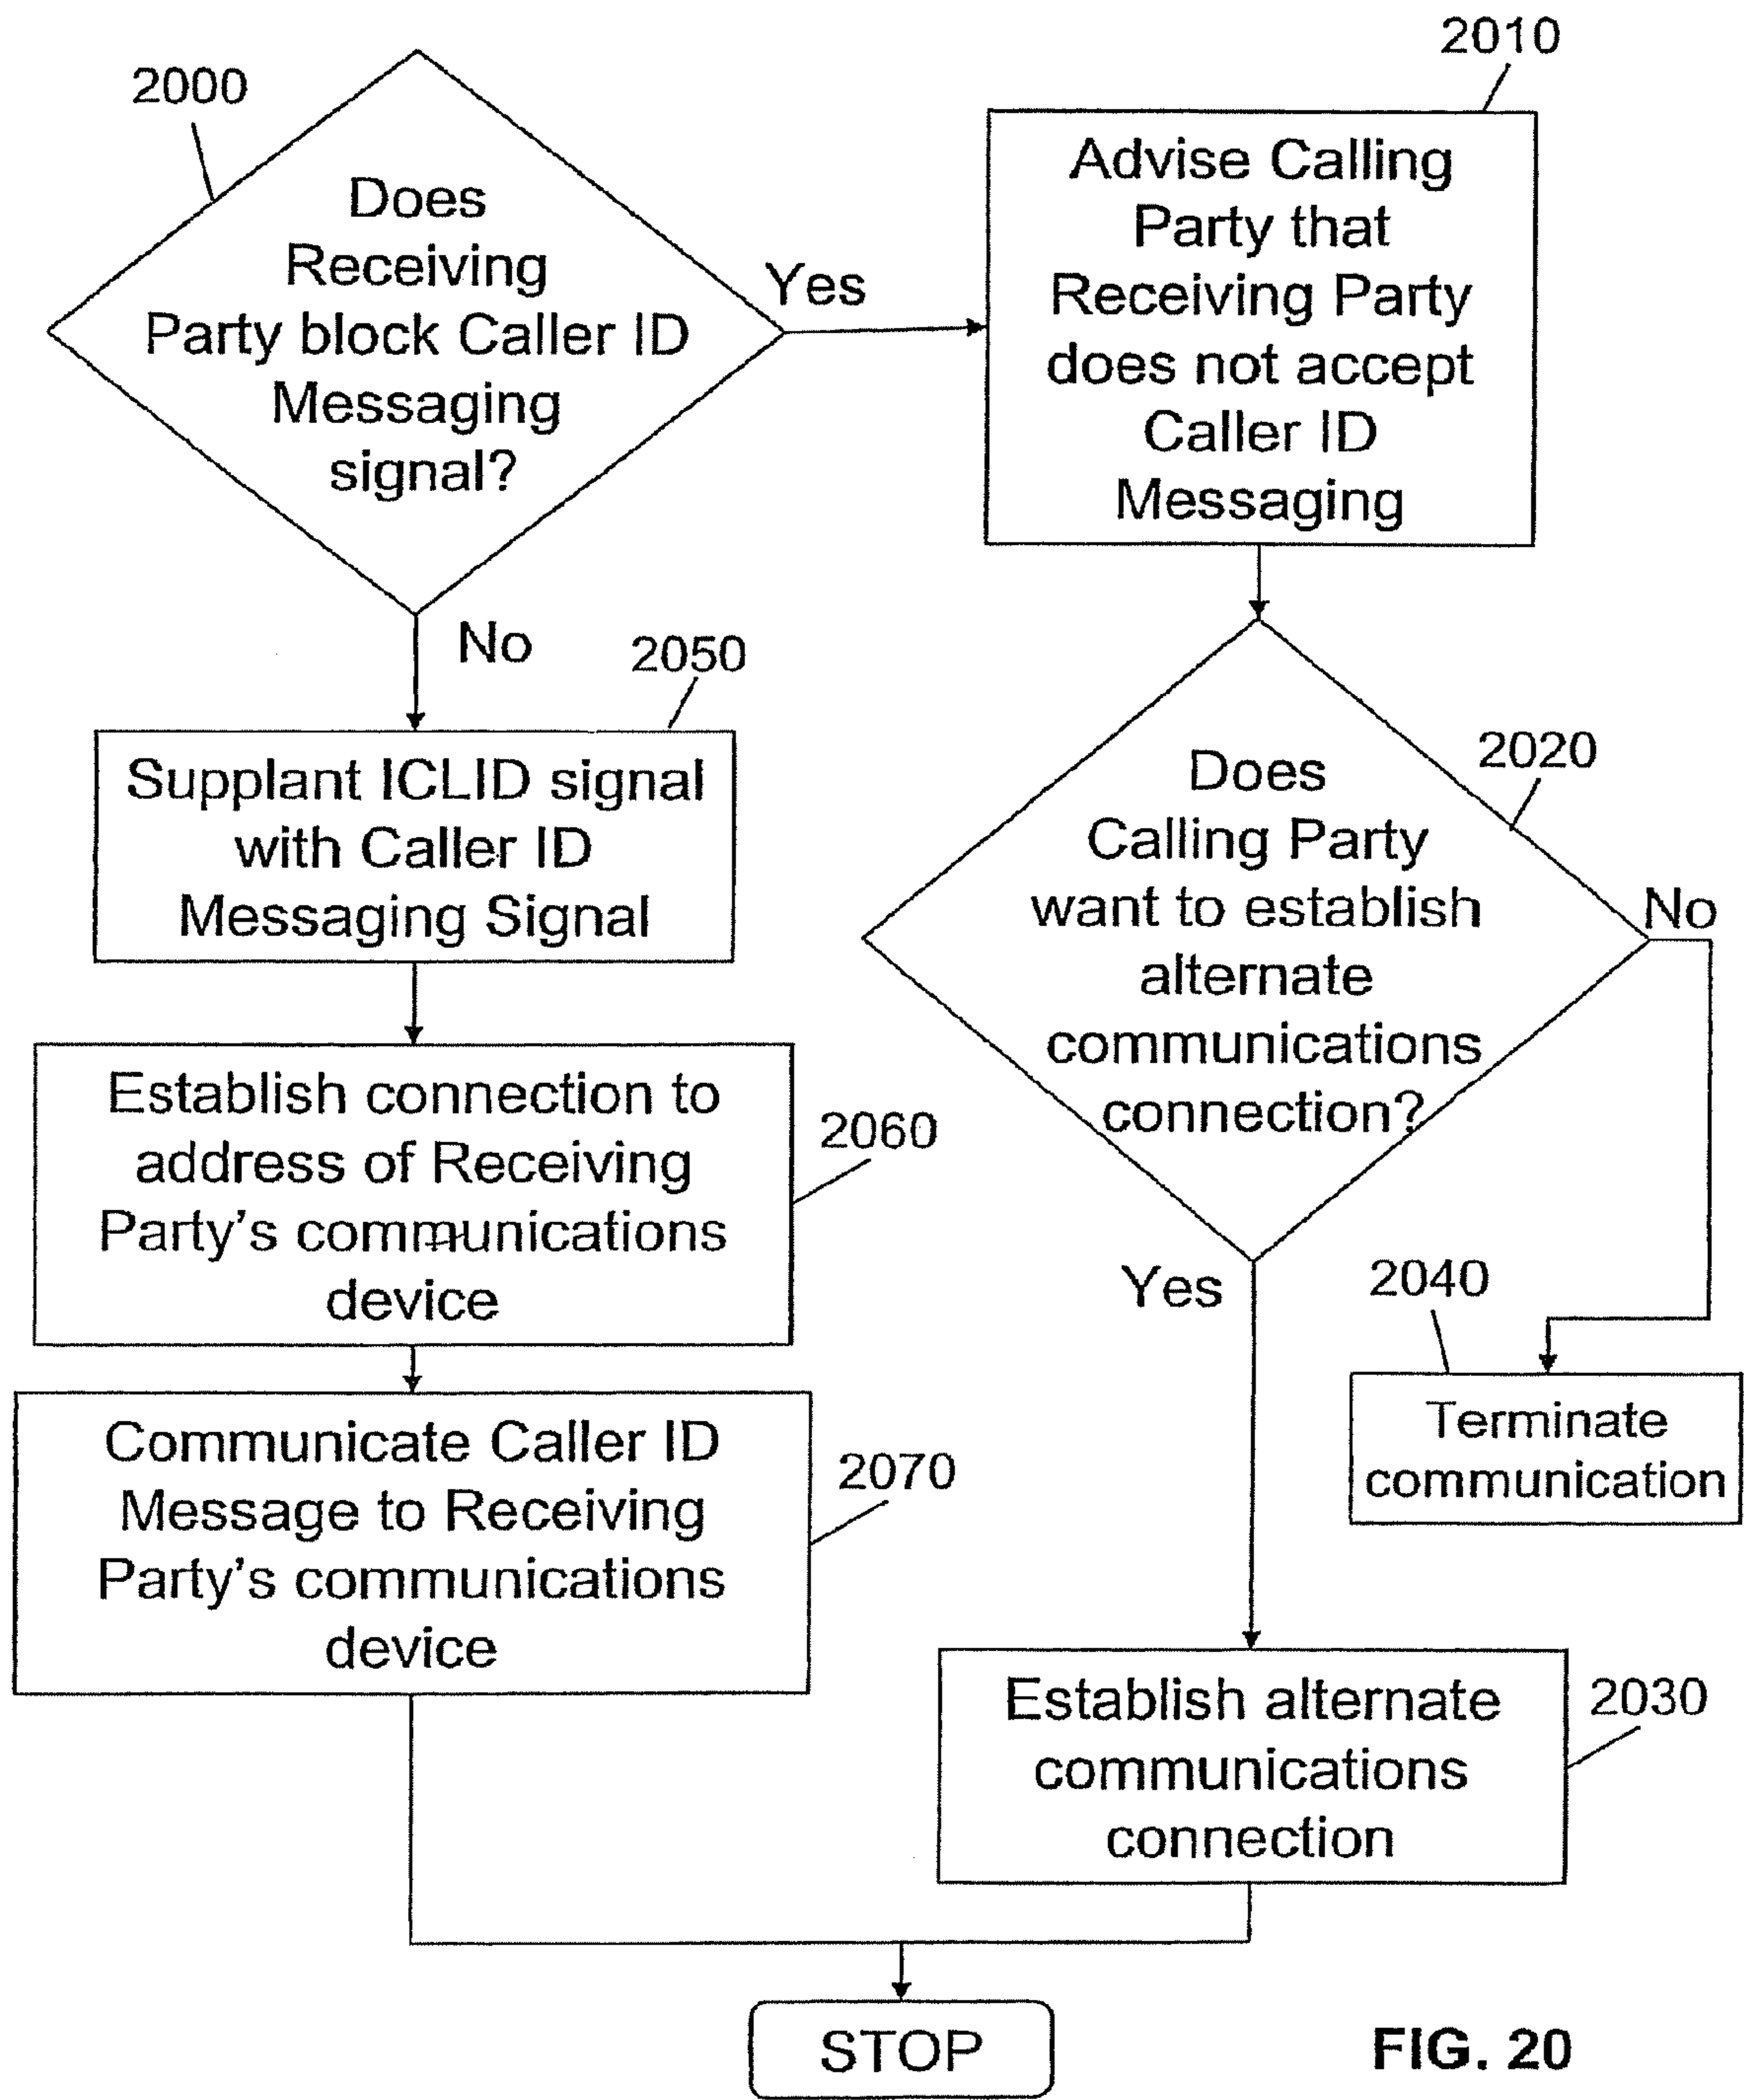 2000
Does
Receiving
Party block Caller ID
Messaging
signal?
Yes
No
2010
Advise Calling
Party that
Receiving Party
does not accept
Caller ID
Messaging
2050
Supplant ICLID signal
with Caller ID
Messaging Signal
2020
Does
Calling Party
want to establish
alternate
communications
connection?
No
Yes
2060
Establish connection to
address of Receiving
Party's communications
device
2040
Terminate
communication
2070
Communicate Caller ID
Message to Receiving
Party's communications
device
2030
Establish alternate
communications
connection
STOP
FIG. 20